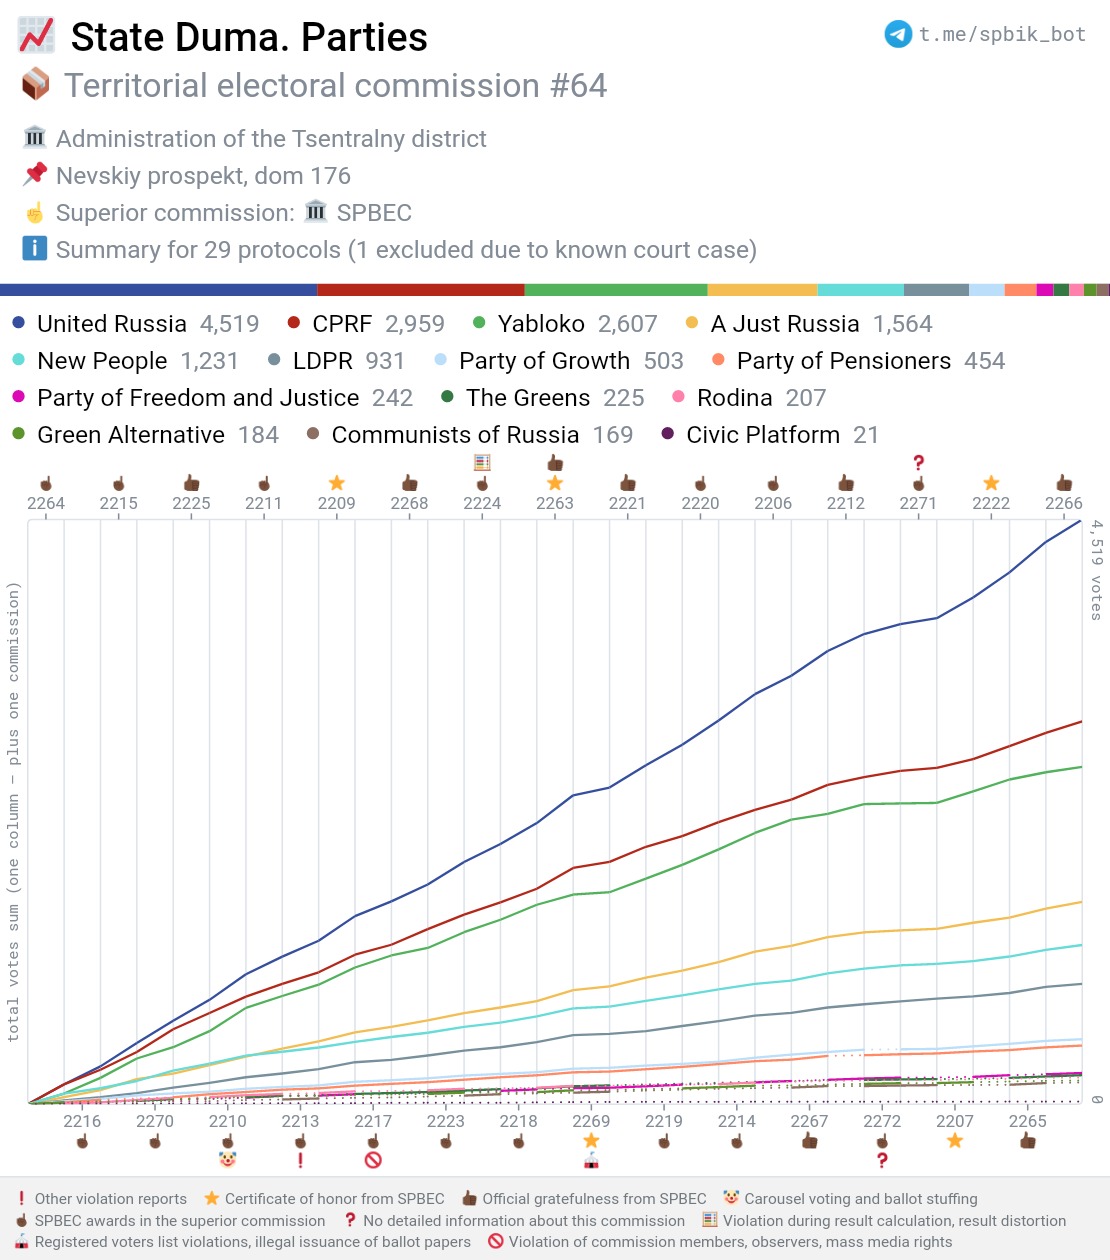 State Duma. Parties
t.me/spbik_bot
Territorial electoral commission #64
Administration of the Tsentralny district
Nevskiy prospekt, dom 176
Superior commission: SPBEC
Summary for 29 protocols (1 excluded due to known court case)
United Russia 4,519 CPRF 2,959 Yabloko 2,607 A Just Russia 1,564
New People 1,231 LDPR 931 Party of Growth 503 Party of Pensioners 454
Party of Freedom and Justice 242 The Greens 225 Rodina 207
Green Alternative 184 Communists of Russia 169 Civic Platform 21
2264 2215 2225 2211 2209 2268 2224 2263 2221 2220 2206 2212 2271 2222 2266
4,519 votes
total votes sum (one column – plus one commission)
0
2216 2270 2210 2213 2217 2223 2218 2269 2219 2214 2267 2272 2207 2265
Other violation reports Certificate of honor from SPBEC Official gratefulness from SPBEC Carousel voting and ballot stuffing
SPBEC awards in the superior commission No detailed information about this commission Violation during result calculation, result distortion
Registered voters list violations, illegal issuance of ballot papers Violation of commission members, observers, mass media rights